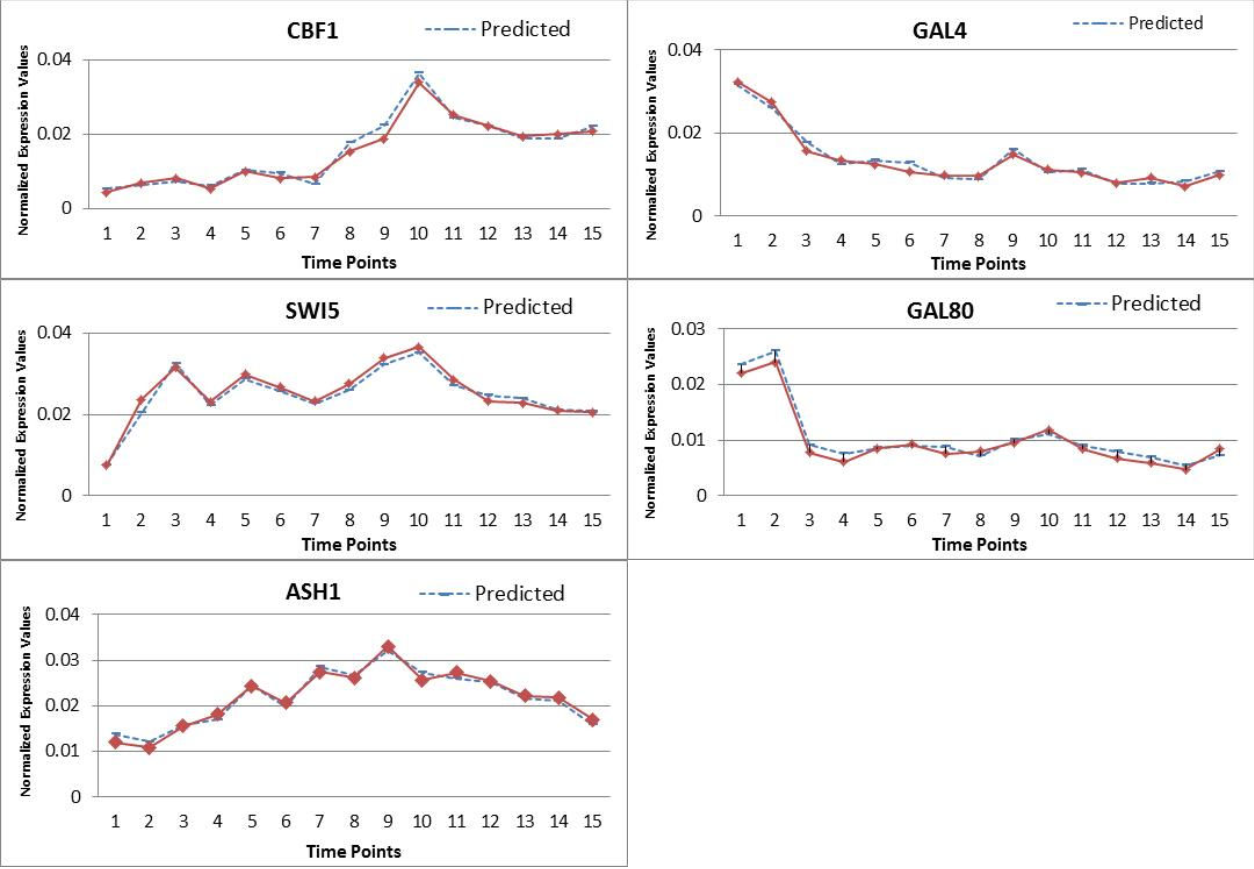 CBF1
Predicted
Normalized Expression Values
0.04
0.02
0
1 2 3 4 5 6 7 8 9 10 11 12 13 14 15
Time Points
GAL4
Predicted
Normalized Expression Values
0.04
0.02
0
1 2 3 4 5 6 7 8 9 10 11 12 13 14 15
Time Points
SWI5
Predicted
Normalized Expression Values
0.04
0.02
0
1 2 3 4 5 6 7 8 9 10 11 12 13 14 15
Time Points
GAL80
Predicted
Normalized Expression Values
0.03
0.02
0.01
0
1 2 3 4 5 6 7 8 9 10 11 12 13 14 15
Time Points
ASH1
Predicted
Normalized Expression Values
0.04
0.03
0.02
0.01
0
1 2 3 4 5 6 7 8 9 10 11 12 13 14 15
Time Points